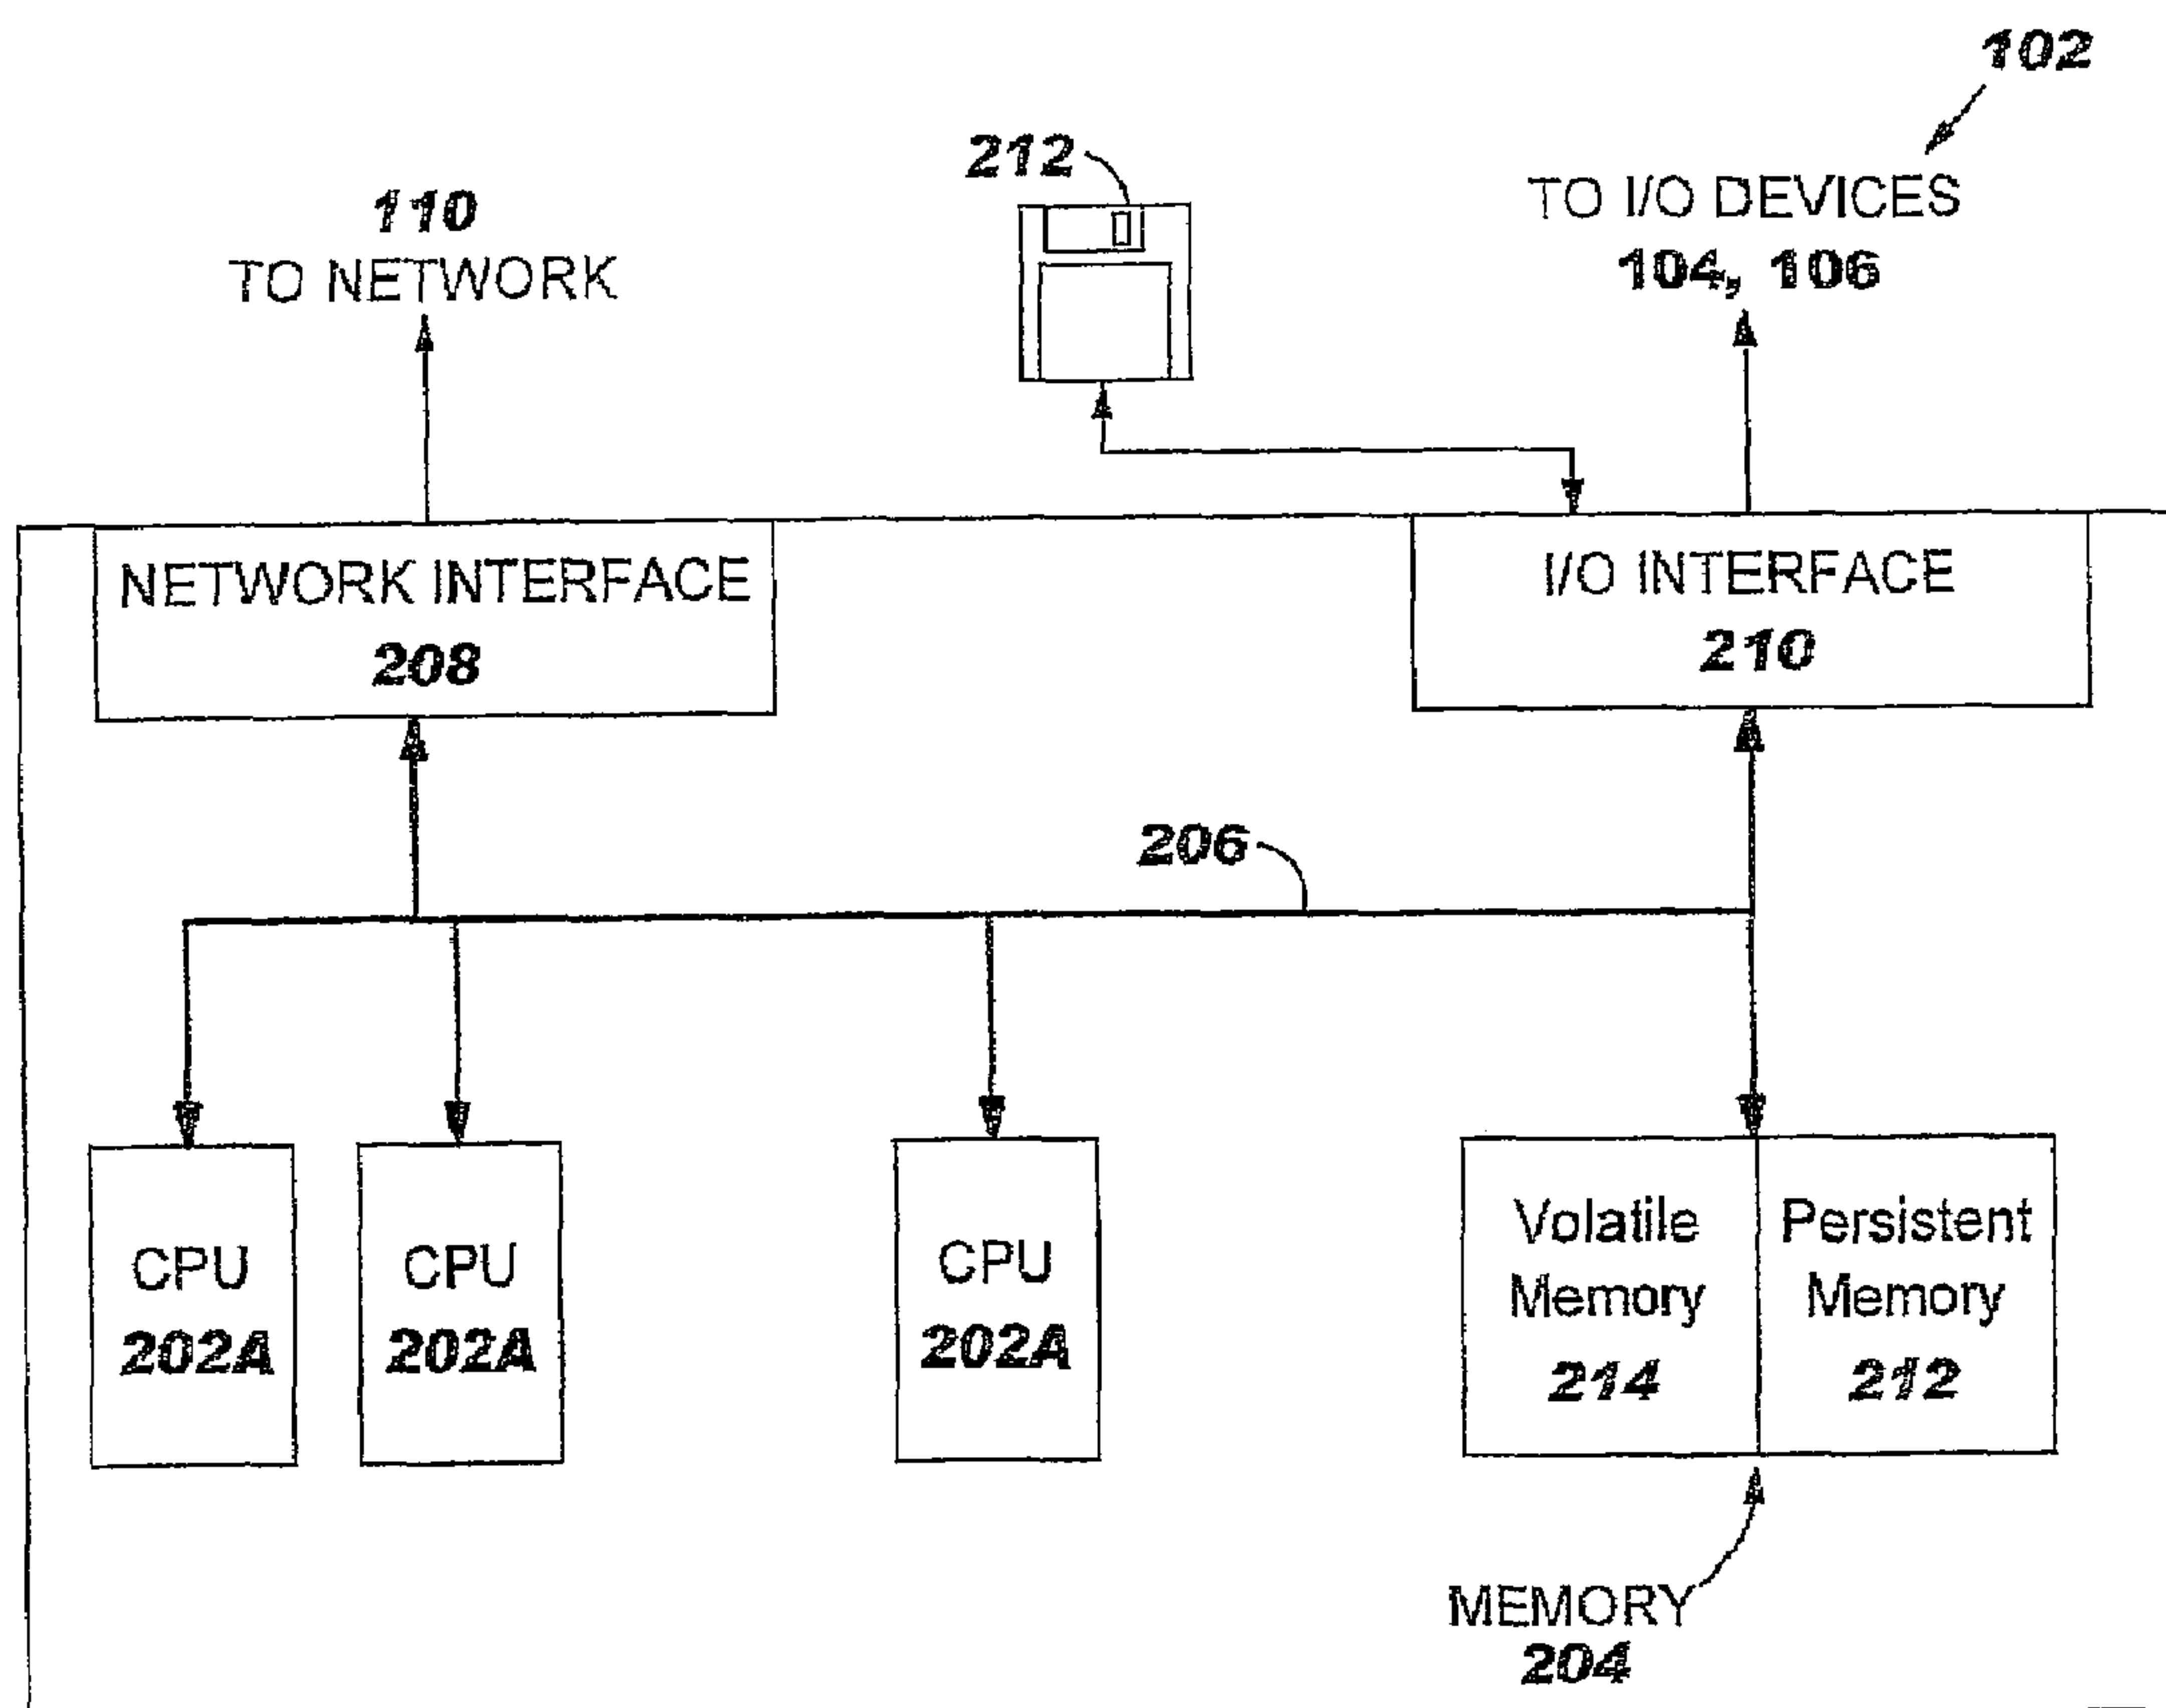 102
212
110
TO NETWORK
TO I/O DEVICES
104, 106
NETWORK INTERFACE
208
I/O INTERFACE
210
206
CPU
202A
CPU
202A
CPU
202A
Volatile
Memory
214
Persistent
Memory
212
MEMORY
204